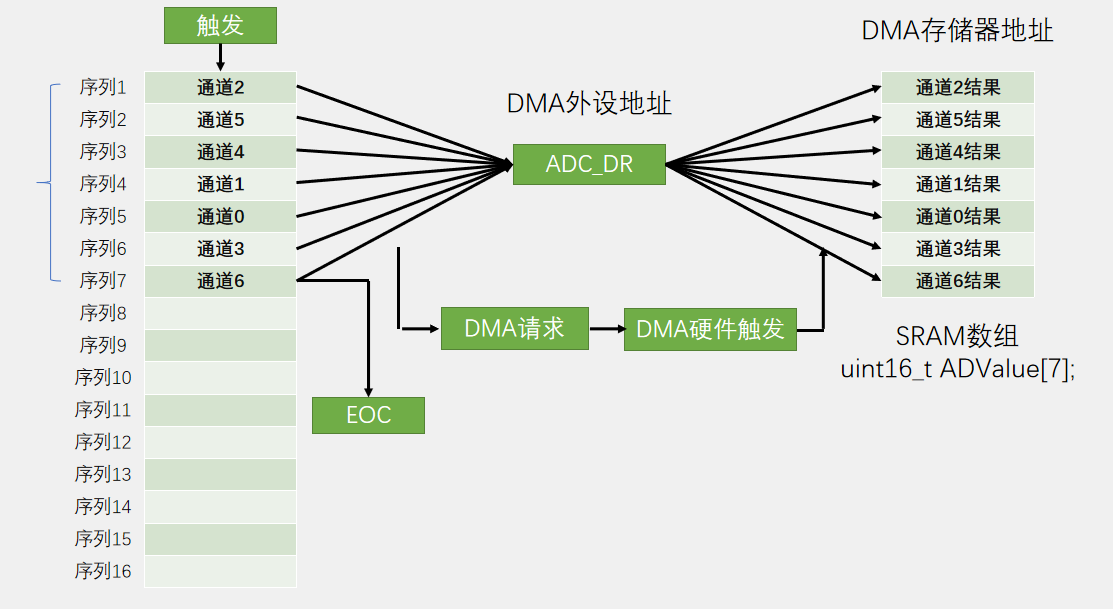 触发
DMA存储器地址
序列1 通道2
序列2 通道5
序列3 通道4
序列4 通道1
序列5 通道0
序列6 通道3
序列7 通道6
序列8
序列9
序列10
序列11
序列12
序列13
序列14
序列15
序列16
DMA外设地址
ADC_DR
DMA请求
DMA硬件触发
EOC
通道2结果
通道5结果
通道4结果
通道1结果
通道0结果
通道3结果
通道6结果
SRAM数组
uint16_t ADValue[7];